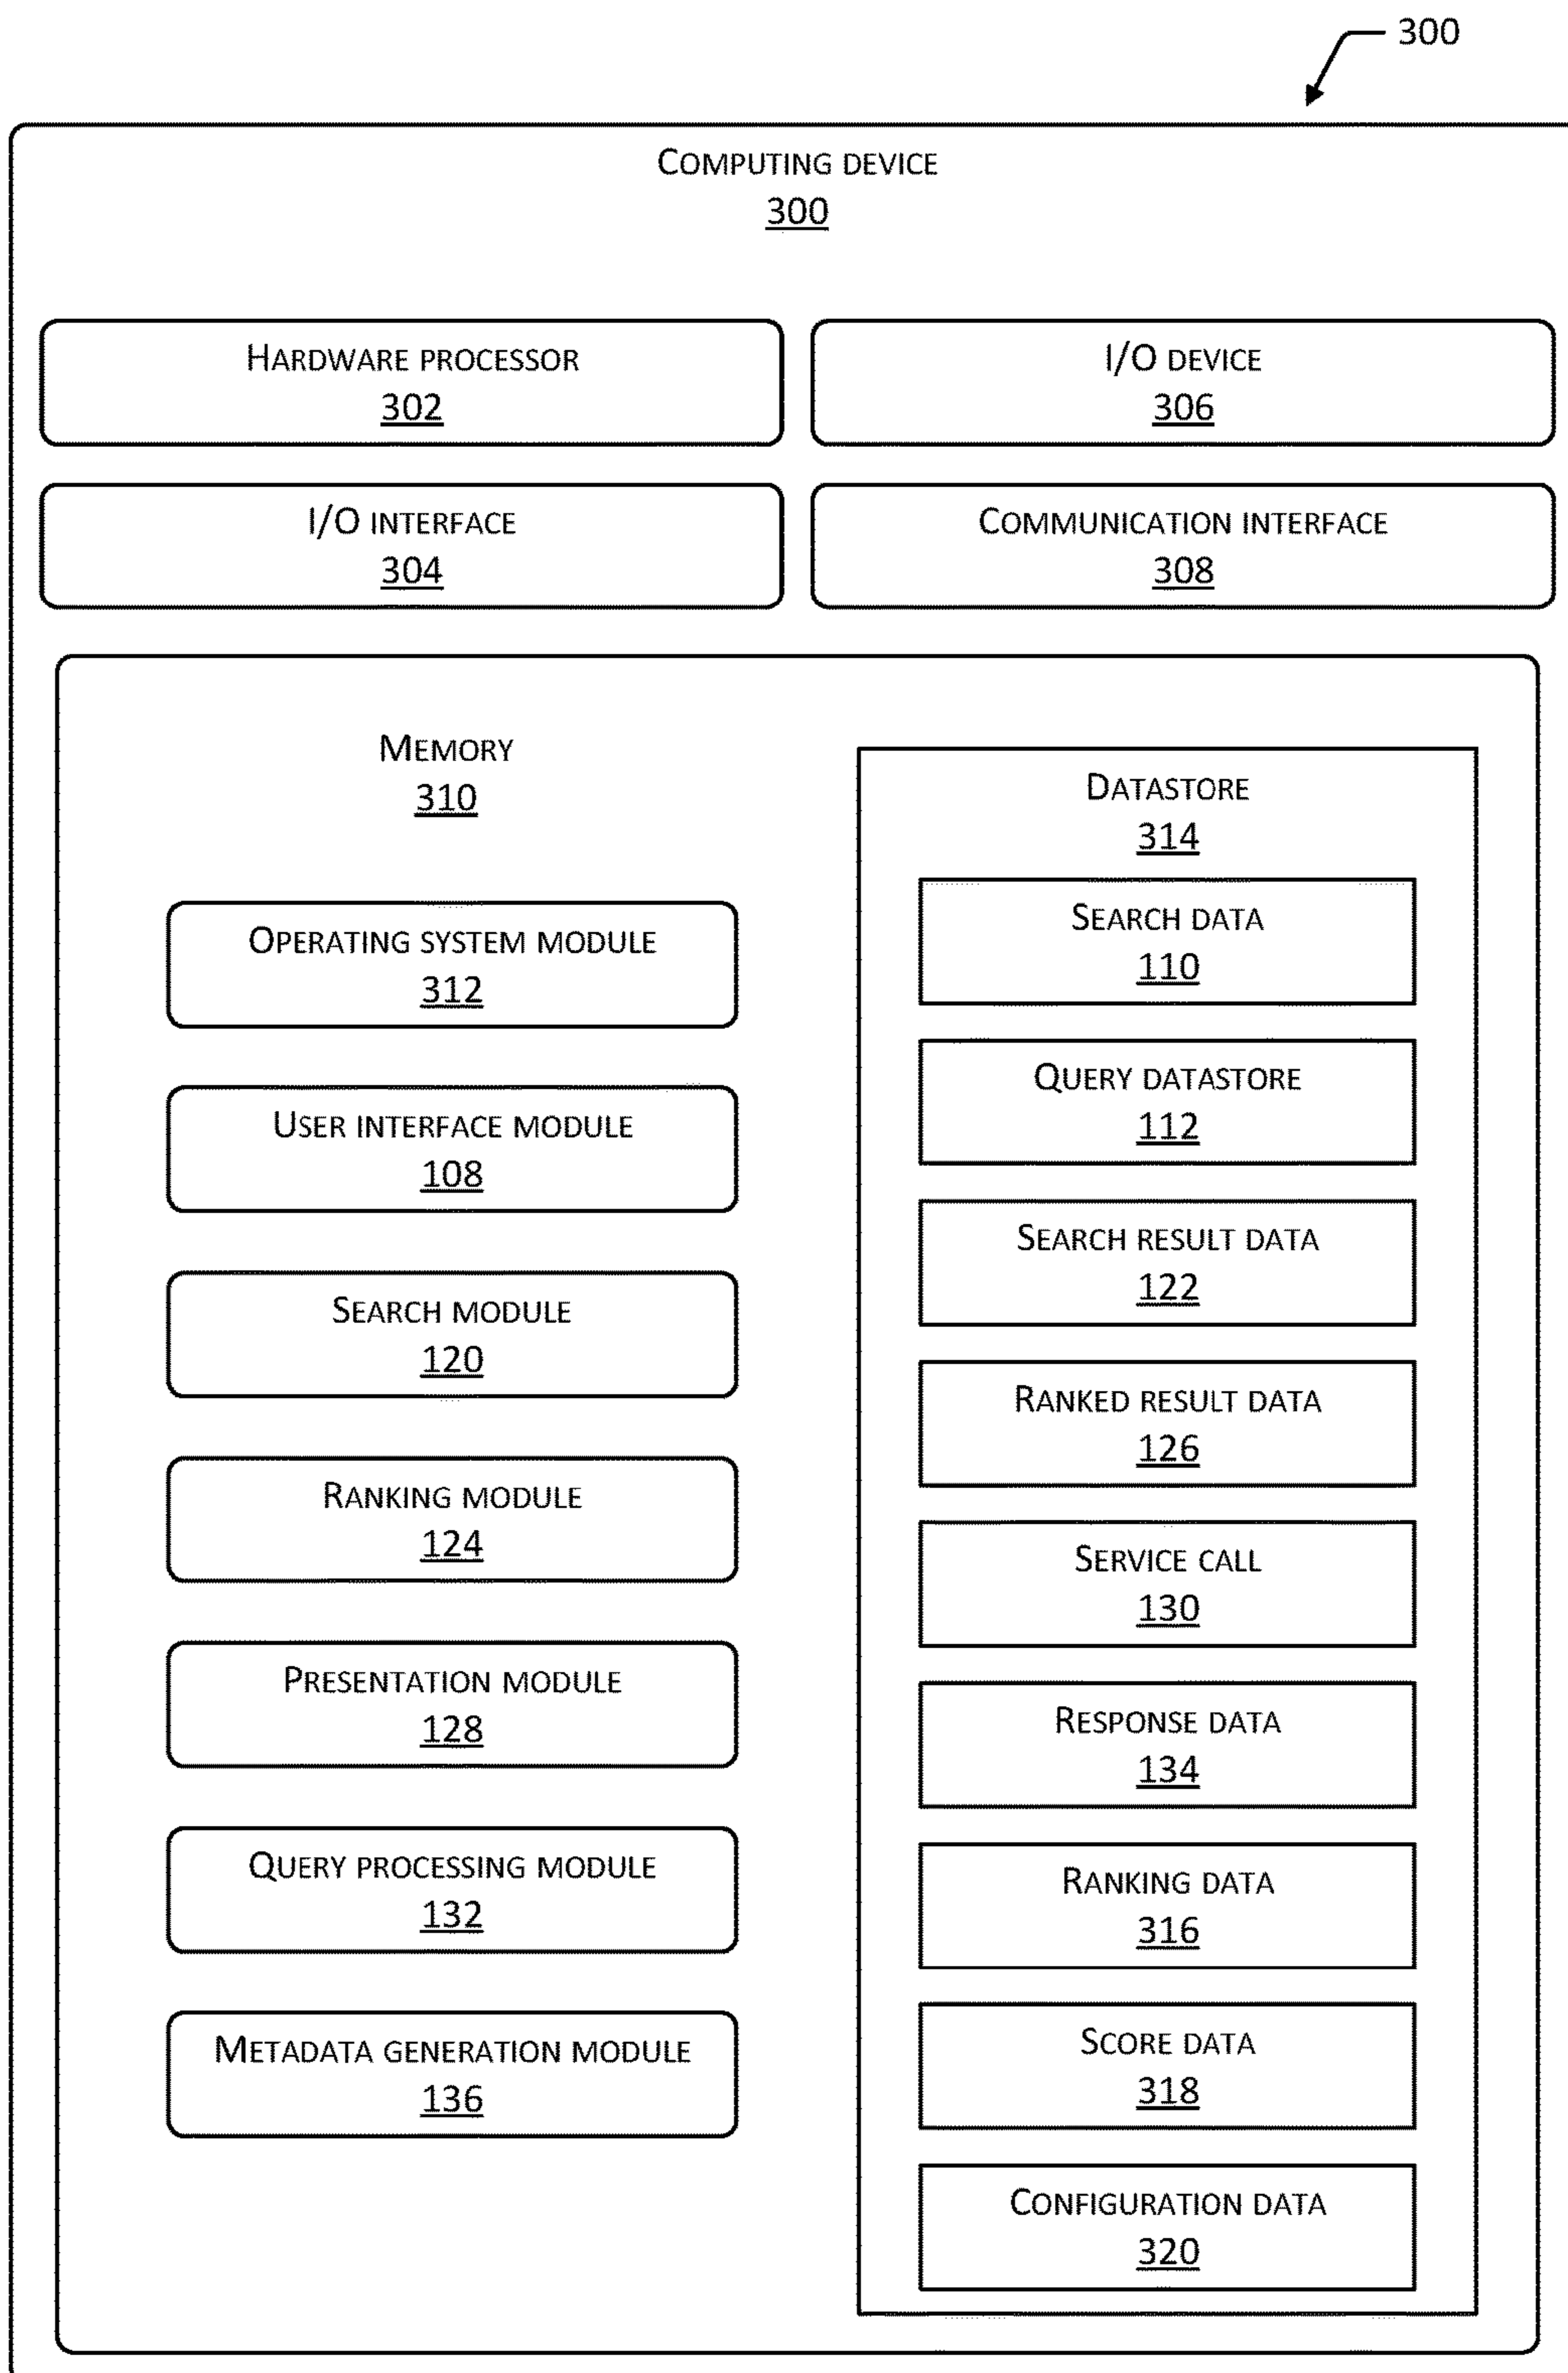 300
COMPUTING DEVICE
300
HARDWARE PROCESSOR
302
I/O DEVICE
306
I/O INTERFACE
304
COMMUNICATION INTERFACE
308
MEMORY
310
OPERATING SYSTEM MODULE
312
USER INTERFACE MODULE
108
SEARCH MODULE
120
RANKING MODULE
124
PRESENTATION MODULE
128
QUERY PROCESSING MODULE
132
METADATA GENERATION MODULE
136
DATASTORE
314
SEARCH DATA
110
QUERY DATASTORE
112
SEARCH RESULT DATA
122
RANKED RESULT DATA
126
SERVICE CALL
130
RESPONSE DATA
134
RANKING DATA
316
SCORE DATA
318
CONFIGURATION DATA
320